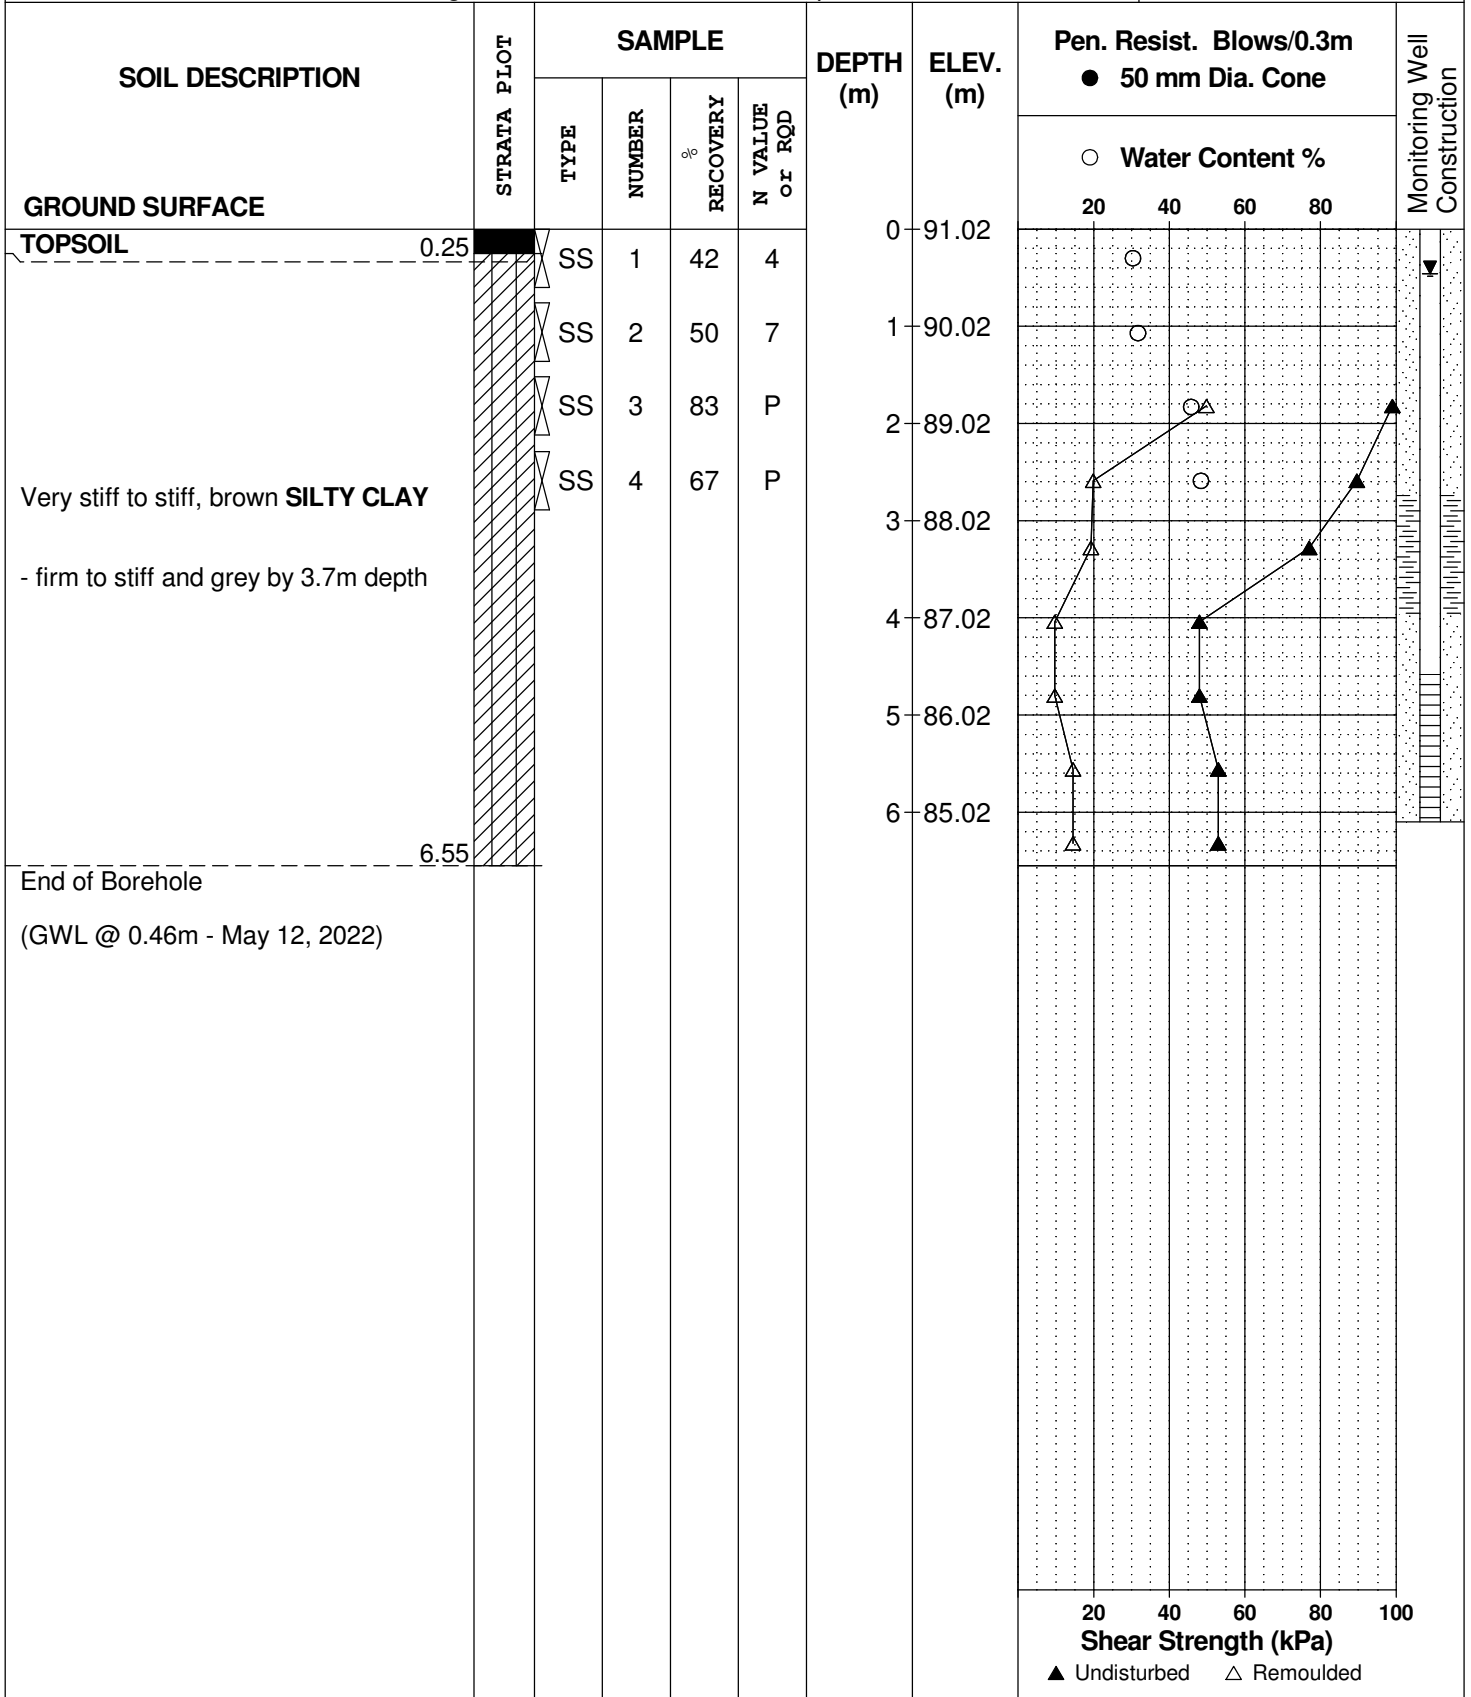 SOIL DESCRIPTION
GROUND SURFACE
STRATA PLOT
SAMPLE
TYPE
NUMBER
% RECOVERY
N VALUE
or RQD
DEPTH
(m)
ELEV.
(m)
Pen. Resist. Blows/0.3m
● 50 mm Dia. Cone
○ Water Content %
20 40 60 80
Monitoring Well
Construction
TOPSOIL 0.25
SS 1 42 4
SS 2 50 7
SS 3 83 P
SS 4 67 P
0 91.02
1 90.02
2 89.02
3 88.02
4 87.02
5 86.02
6 85.02
Very stiff to stiff, brown SILTY CLAY
- firm to stiff and grey by 3.7m depth
6.55
End of Borehole
(GWL @ 0.46m - May 12, 2022)
20 40 60 80 100
Shear Strength (kPa)
▲ Undisturbed △ Remoulded